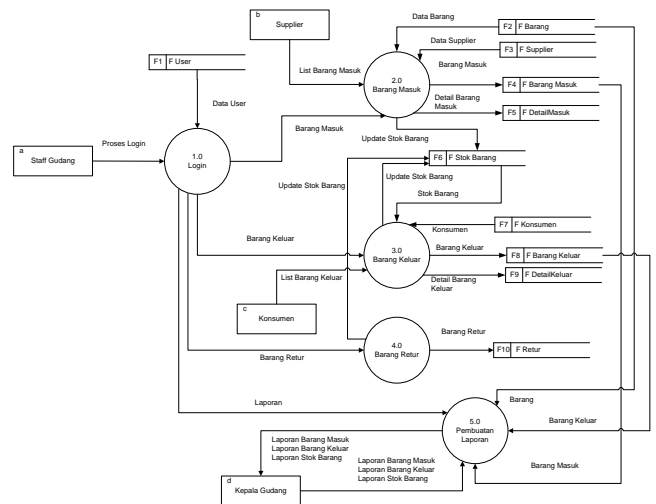 b
Supplier
Data Barang
F2 F Barang
Data Supplier
F3 F Supplier
F1 F User
List Barang Masuk
2.0
Barang Masuk
Barang Masuk
F4 F Barang Masuk
Detail Barang
Masuk
F5 F DetailMasuk
Data User
Barang Masuk
Update Stok Barang
a
Staff Gudang
Proses Login
1.0
Login
F6 F Stok Barang
Update Stok Barang
Update Stok Barang
Stok Barang
F7 F Konsumen
Konsumen
Barang Keluar
3.0
Barang Keluar
Barang Keluar
F8 F Barang Keluar
List Barang Keluar
Detail Barang
Keluar
F9 F DetailKeluar
c
Konsumen
4.0
Barang Retur
Barang Retur
F10 F Retur
Barang Retur
Laporan
Barang
5.0
Pembuatan
Laporan
Barang Keluar
Laporan Barang Masuk
Laporan Barang Keluar
Laporan Stok Barang
Laporan Barang Masuk
Laporan Barang Keluar
Laporan Stok Barang
Barang Masuk
d
Kepala Gudang